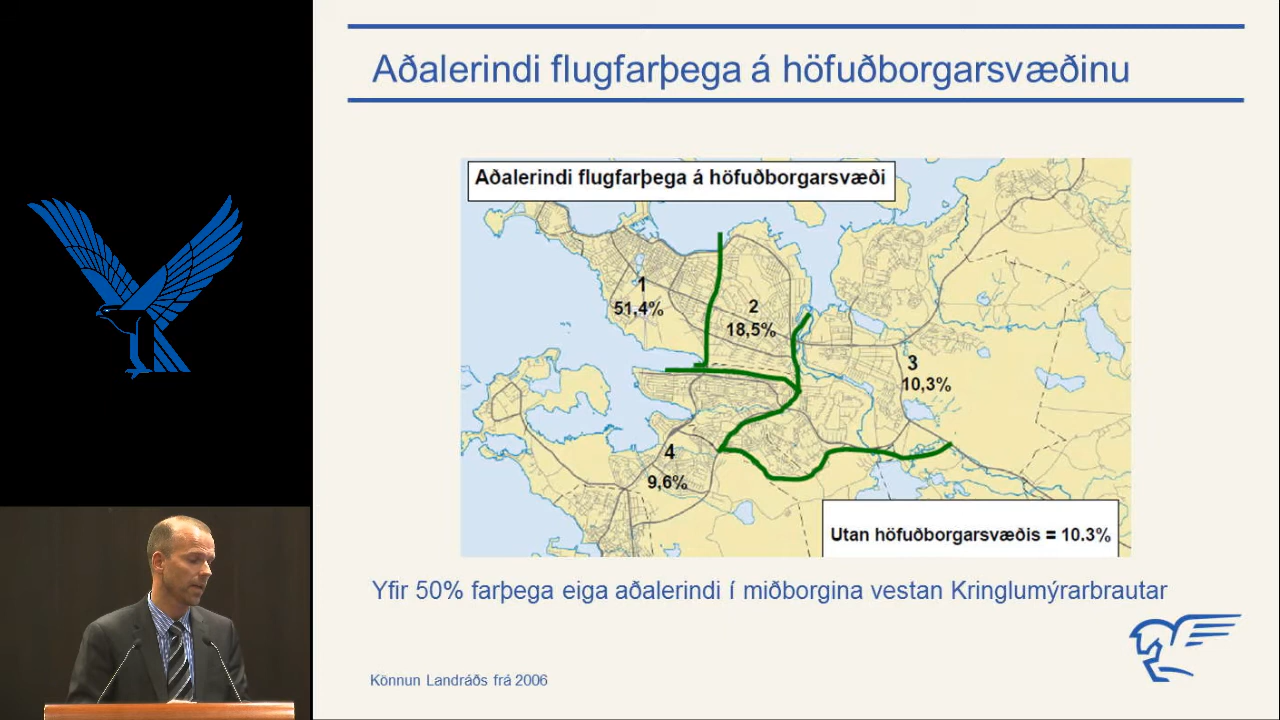 Aðalerindi flugfarþega á höfuðborgarsvæðinu
Aðalerindi flugfarþega á höfuðborgarsvæði
1
51,4%
2
18,5%
3
10,3%
4
9,6%
Utan höfuðborgarsvæðis = 10.3%
Yfir 50% farþega eiga aðalerindi í miðborgina vestan Kringlumýrarbrautar
Könnun Landráðs frá 2006